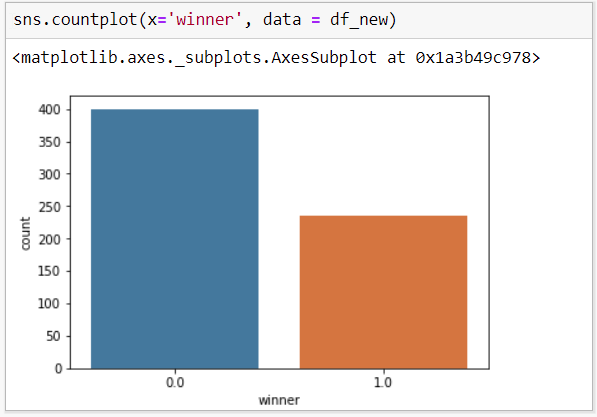 sns.countplot(x='winner', data = df_new)
<matplotlib.axes._subplots.AxesSubplot at 0x1a3b49c978>
400
350
300
250
200
150
100
50
0
count
0.0 1.0
winner